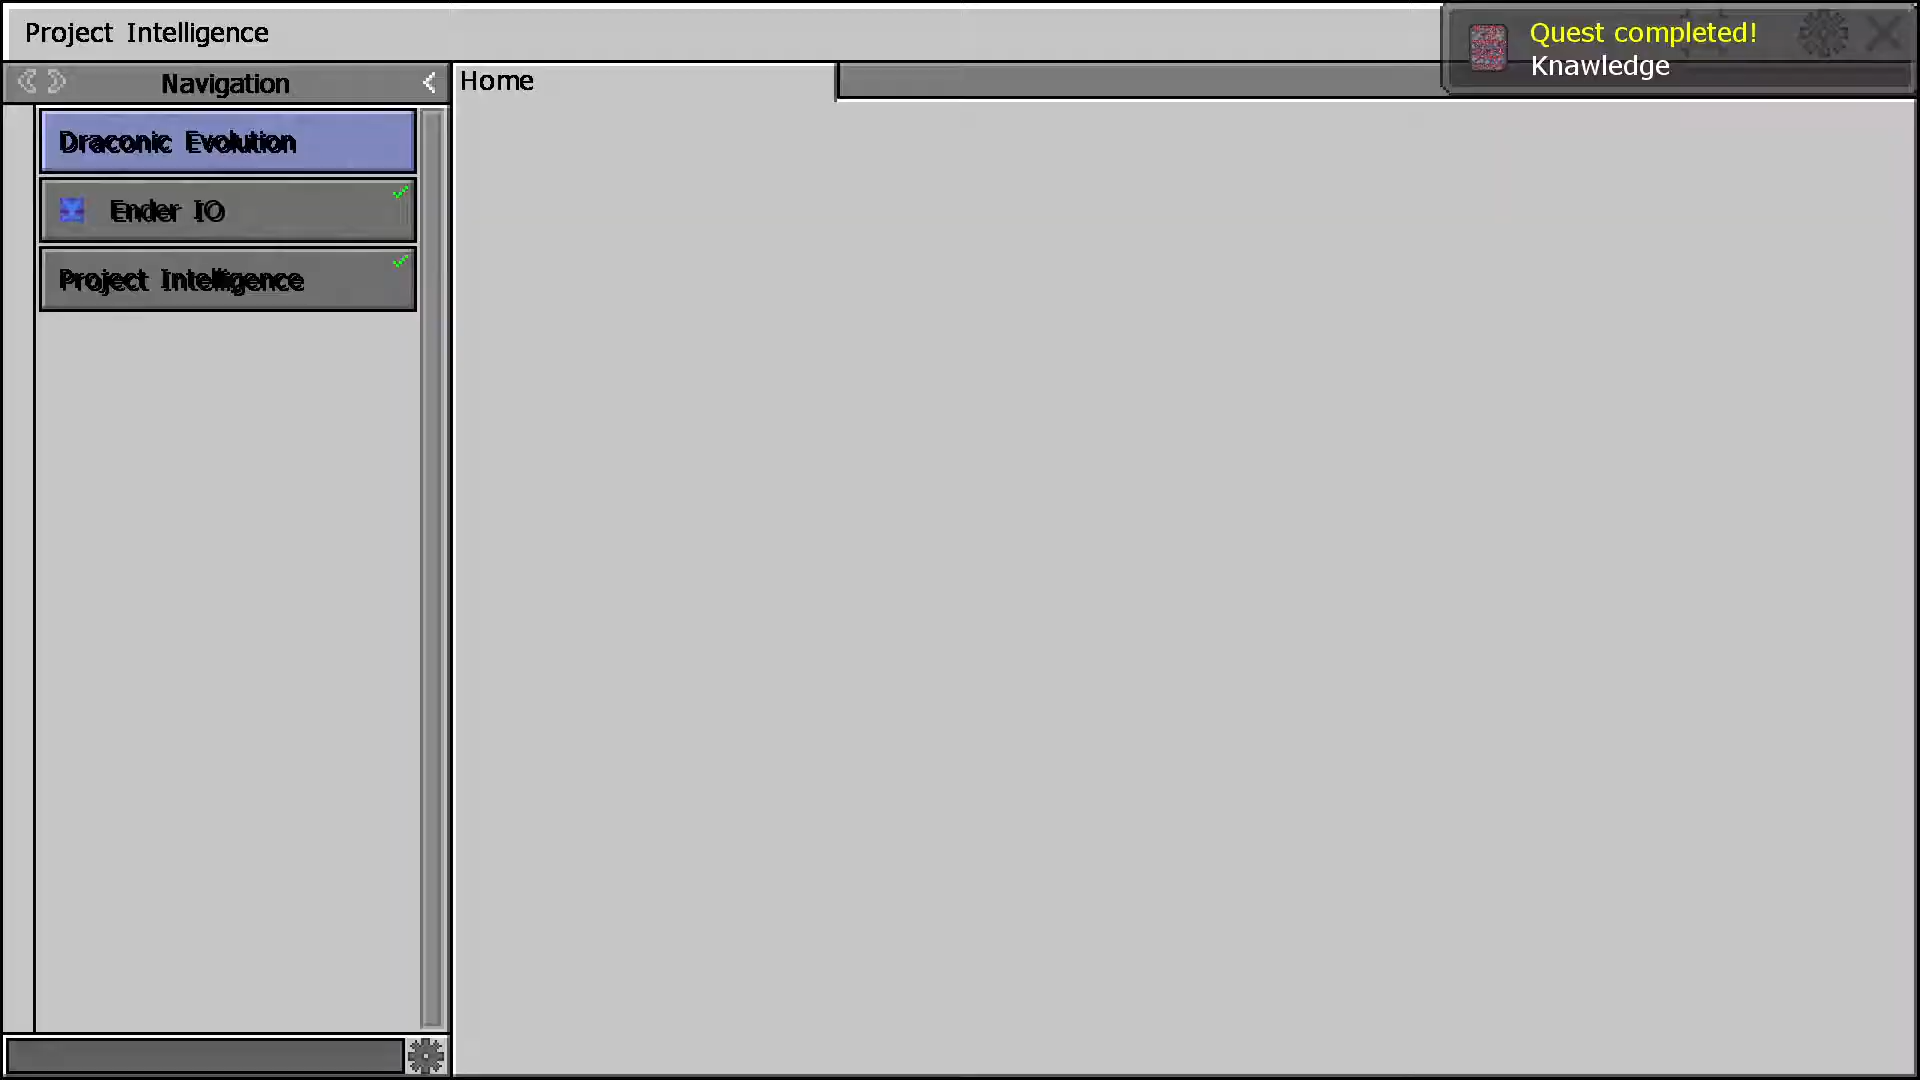 Project Intelligence
Quest completed!
Knawledge
Navigation
Home
Draconic Evolution
Ender IO
Project Intelligence